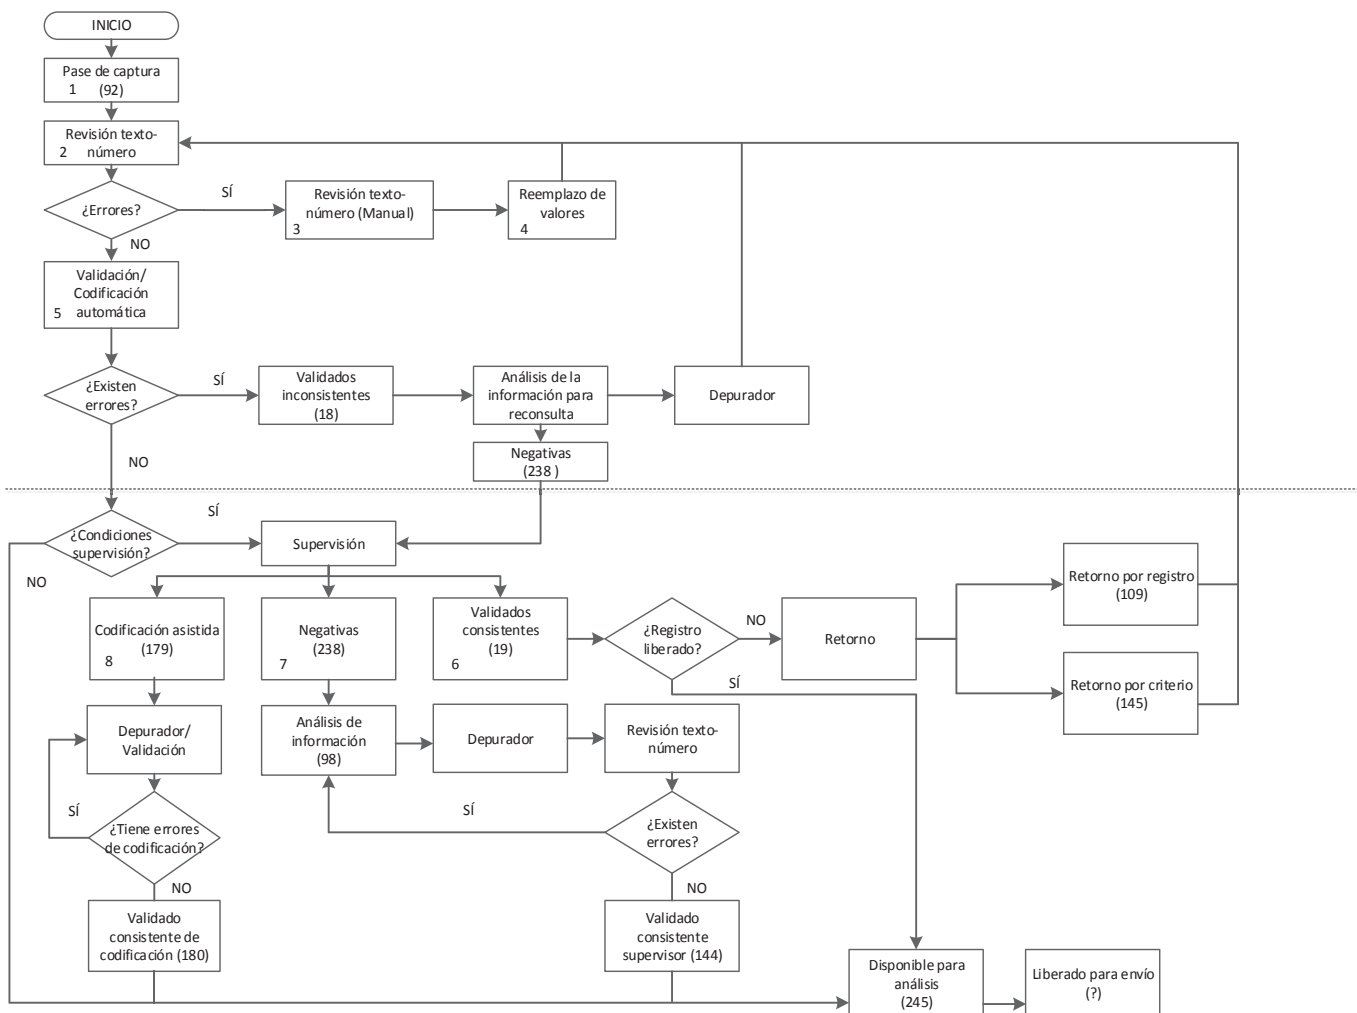 INICIO
Pase de captura
1 (92)
Revisión texto-
2 número
¿Errores?
SÍ
Revisión texto-
número (Manual)
3
Reemplazo de
valores
4
NO
Validación/
Codificación
5 automática
¿Existen
errores?
SÍ
Validados
inconsistentes
(18)
Análisis de la
información para
reconsulta
Depurador
Negativas
(238 )
NO
¿Condiciones
supervisión?
SÍ
NO
Supervisión
Codificación asistida
(179)
8
Negativas
(238)
7
Validados
consistentes
(19)
6
¿Registro
liberado?
NO
SÍ
Retorno
Retorno por registro
(109)
Retorno por criterio
(145)
Depurador/
Validación
Análisis de
información
(98)
Depurador
Revisión texto-
número
SÍ
¿Tiene errores
de codificación?
NO
SÍ
¿Existen
errores?
NO
Validado
consistente de
codificación (180)
Validado
consistente
supervisor (144)
Disponible para
análisis
(245)
Liberado para envío
(?)